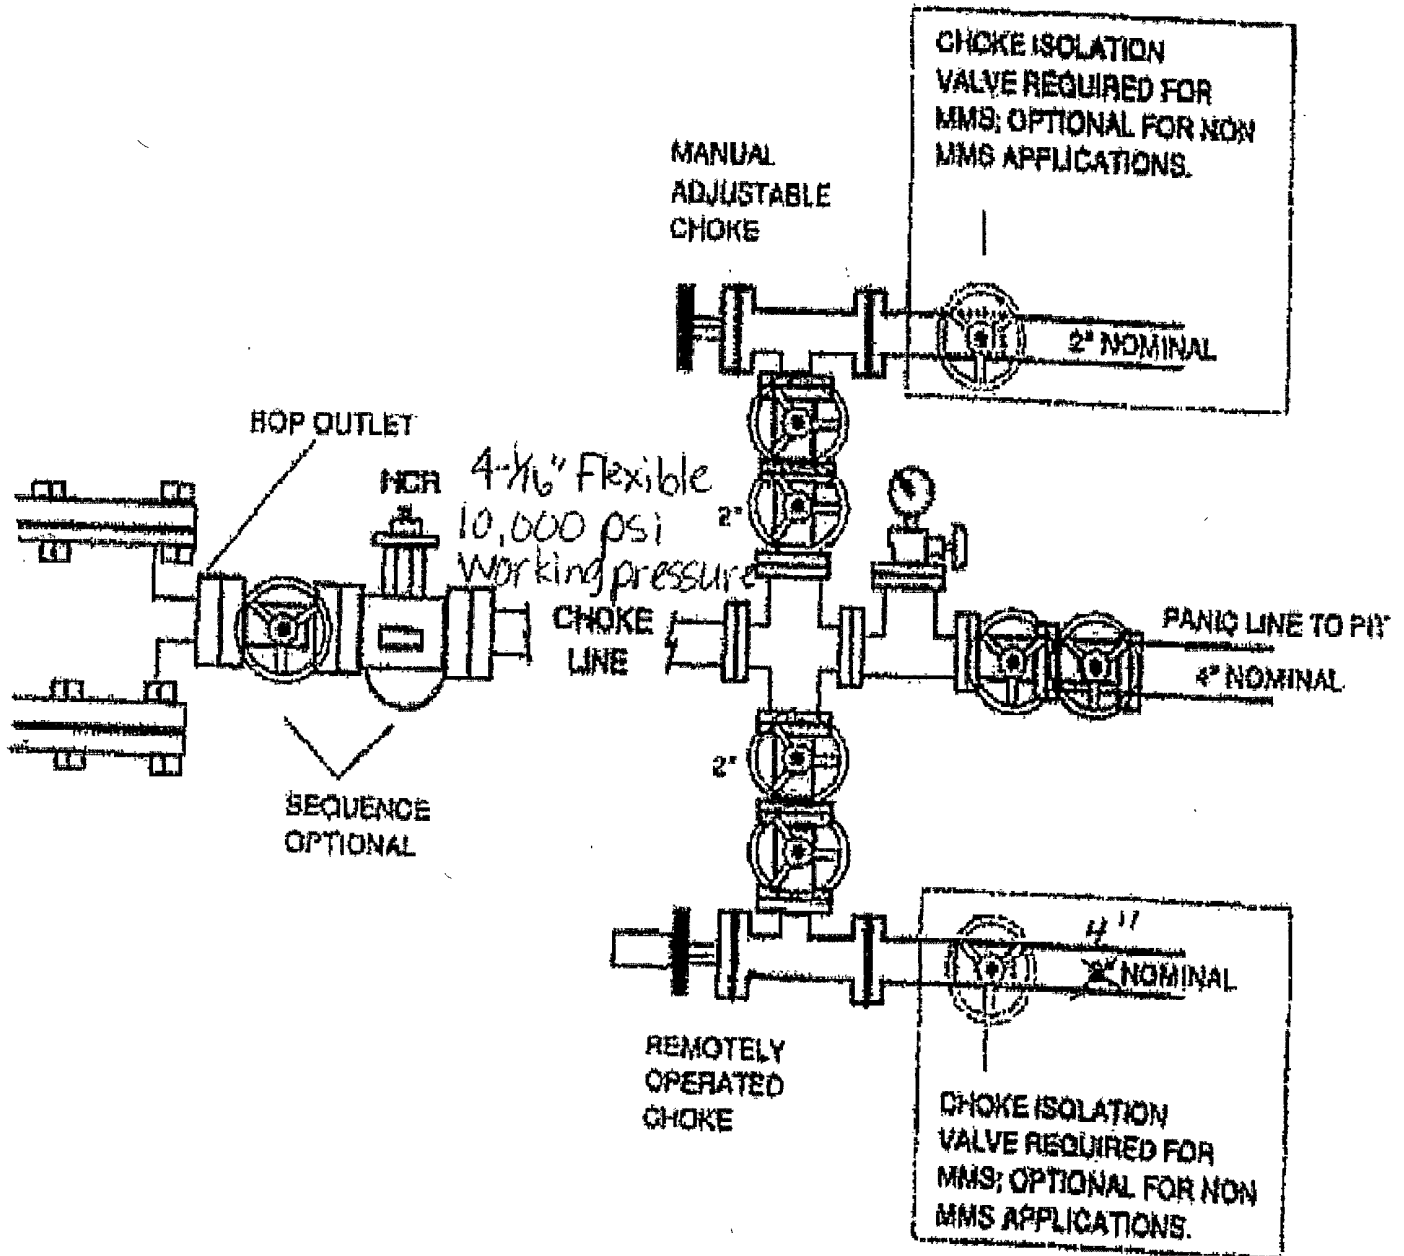 CHOKE ISOLATION
VALVE REQUIRED FOR
MMS; OPTIONAL FOR NON
MMS APPLICATIONS.
MANUAL
ADJUSTABLE
CHOKE
2" NOMINAL
BOP OUTLET
HCR
4-1/16" Flexible
10,000 psi
Working pressure
CHOKE
LINE
2"
PANIC LINE TO PIT
4" NOMINAL
2"
SEQUENCE
OPTIONAL
4"
2" NOMINAL
REMOTELY
OPERATED
CHOKE
CHOKE ISOLATION
VALVE REQUIRED FOR
MMS; OPTIONAL FOR NON
MMS APPLICATIONS.